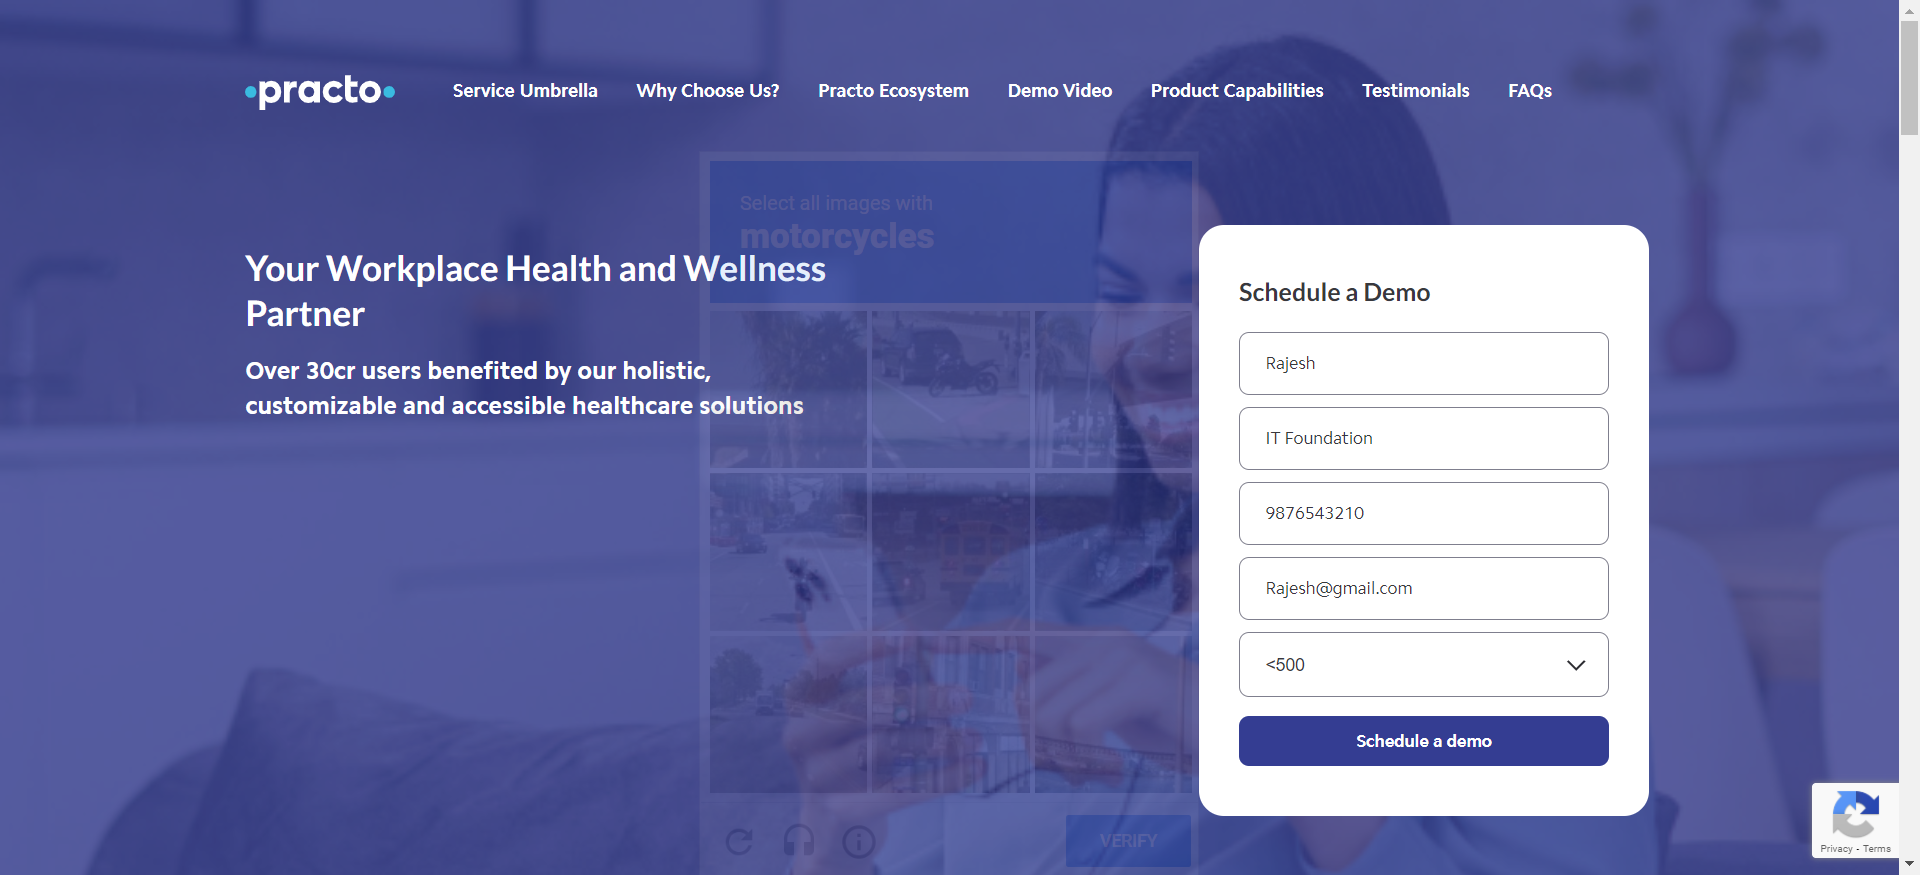 practo
Service Umbrella
Why Choose Us?
Practo Ecosystem
Demo Video
Product Capabilities
Testimonials
FAQs
Select all images with
motorcycles
Your Workplace Health and Wellness
Partner
Over 30cr users benefited by our holistic,
customizable and accessible healthcare solutions
VERIFY
Schedule a Demo
Rajesh
IT Foundation
9876543210
Rajesh@gmail.com
<500
Schedule a demo
Privacy - Terms